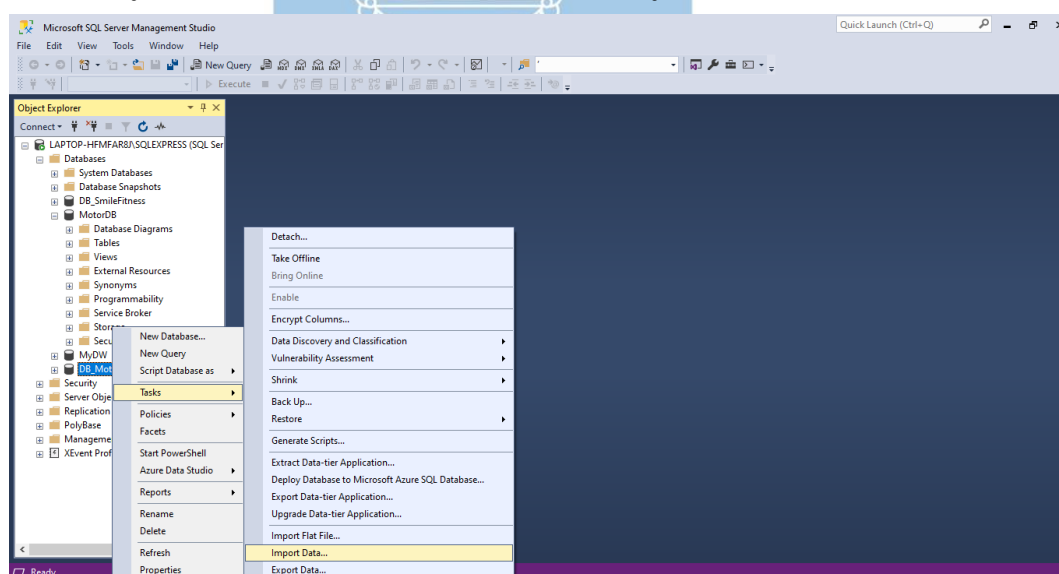 Microsoft SQL Server Management Studio
Quick Launch (Ctrl+Q)
File Edit View Tools Window Help
New Query
Execute
Object Explorer
Connect
LAPTOP-HFMFAR8J\SQLEXPRESS (SQL Ser
Databases
System Databases
Database Snapshots
DB_SmileFitness
MotorDB
Database Diagrams
Tables
Views
External Resources
Synonyms
Programmability
Service Broker
Storage
Secu
MyDW
DB_Mot
Security
Server Obje
Replication
PolyBase
Manageme
XEvent Prof
New Database...
New Query
Script Database as
Tasks
Policies
Facets
Start PowerShell
Azure Data Studio
Reports
Rename
Delete
Refresh
Properties
Detach...
Take Offline
Bring Online
Enable
Encrypt Columns...
Data Discovery and Classification
Vulnerability Assessment
Shrink
Back Up...
Restore
Generate Scripts...
Extract Data-tier Application...
Deploy Database to Microsoft Azure SQL Database...
Export Data-tier Application...
Upgrade Data-tier Application...
Import Flat File...
Import Data...
Export Data...
Ready